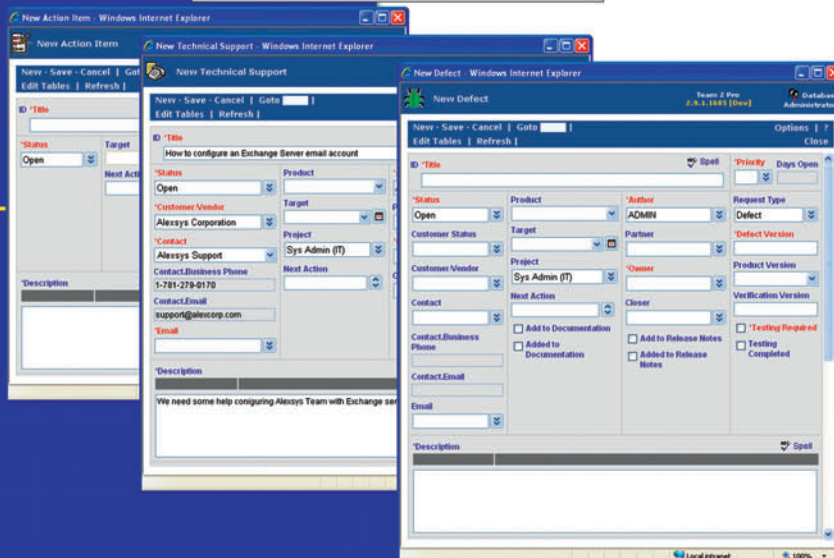 New Action Item - Windows Internet Explorer
New Action Item
New - Save - Cancel | Got
Edit Tables | Refresh |
ID *Title
*Status
Target
Open
*Description
New Technical Support - Windows Internet Explorer
New Technical Support
New - Save - Cancel | Goto |
Edit Tables | Refresh |
ID *Title
How to configure an Exchange Server email account
*Status
Product
Open
*Customer/Vendor
Target
Alexsys Corporation
*Contact
Project
Alexsys Support
Sys Admin (IT)
Contact.Business Phone
Next Action
1-781-279-0170
Contact.Email
support@alexcorp.com
*Email
*Description
We need some help coniguring Alexsys Team with Exchange ser
New Defect - Windows Internet Explorer
New Defect
Team 2 Pro
2.9.1.1685 [Dev]
Databas
Administrato
New - Save - Cancel | Goto |
Options | ?
Edit Tables | Refresh |
Close
ID *Title
Spell
*Priority
Days Open
*Status
Product
*Author
Request Type
Open
ADMIN
Defect
Customer Status
Target
Partner
*Defect Version
Customer/Vendor
Project
*Owner
Product Version
Sys Admin (IT)
Contact
Next Action
Closer
Verification Version
Contact.Business
Phone
Add to Documentation
Added to
Documentation
Add to Release Notes
Added to Release
Notes
*Testing Required
Testing
Completed
Contact.Email
Email
*Description
Spell
Local intranet
100%